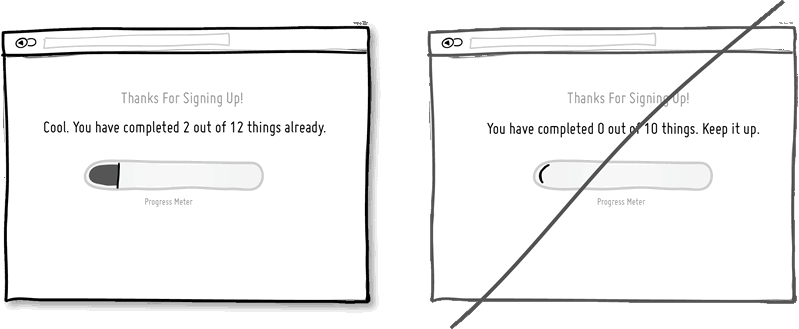 Thanks For Signing Up!
Cool. You have completed 2 out of 12 things already.
Progress Meter
Thanks For Signing Up!
You have completed 0 out of 10 things. Keep it up.
Progress Meter